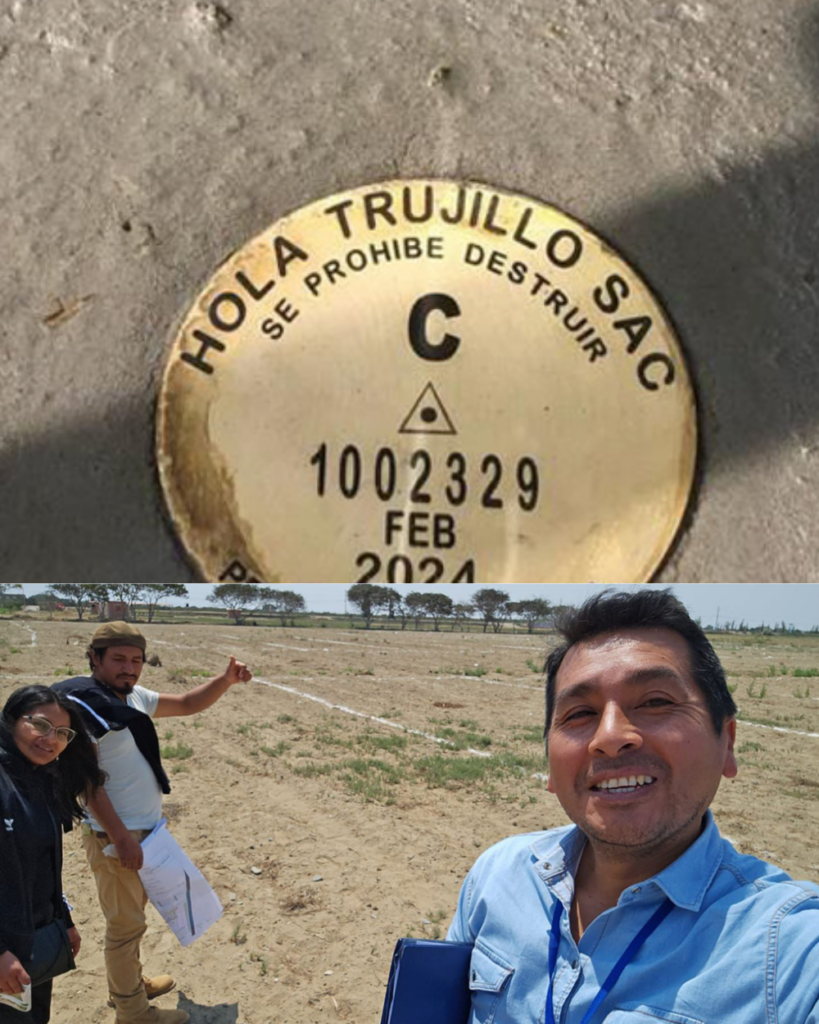 HOLA TRUJILLO SAC
SE PROHIBE DESTRUIR
C
1002329
FEB
2024